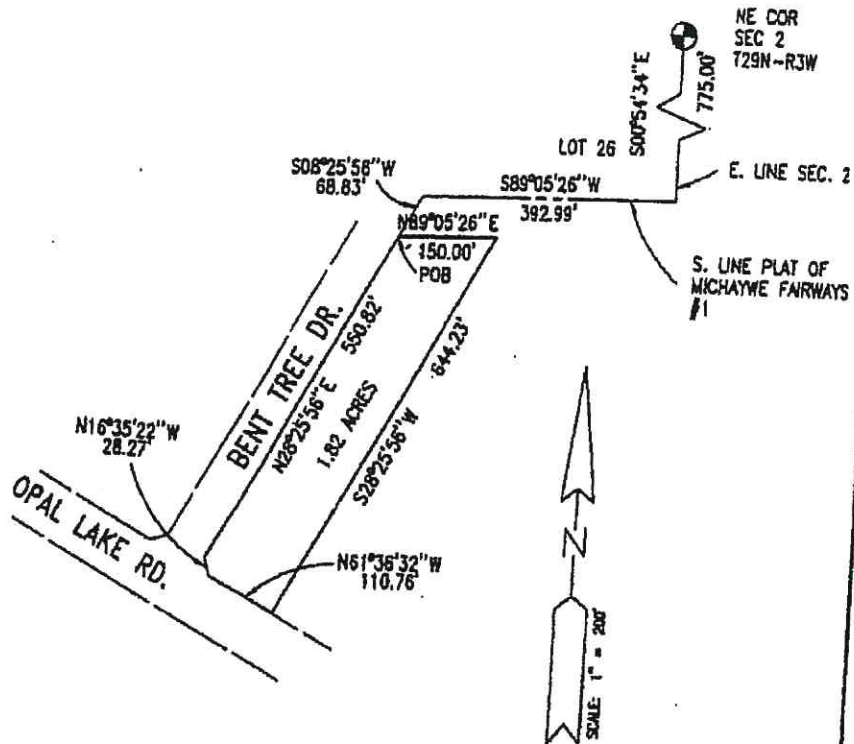 NE COR
SEC 2
T29N~R3W
S00°54'34"E
775.00'
LOT 26
S08°25'56"W
68.83'
S89°05'26"W
392.99'
E. LINE SEC. 2
N89°05'26"E
150.00'
POB
S. LINE PLAT OF
MICHAYWE FAIRWAYS
#1
BENT TREE DR.
N28°25'56"E 550.82'
1.82 ACRES
S28°25'56"W 644.23'
N16°35'22"W
28.27'
OPAL LAKE RD.
N61°36'32"W
110.76'
N
SCALE: 1" = 200'